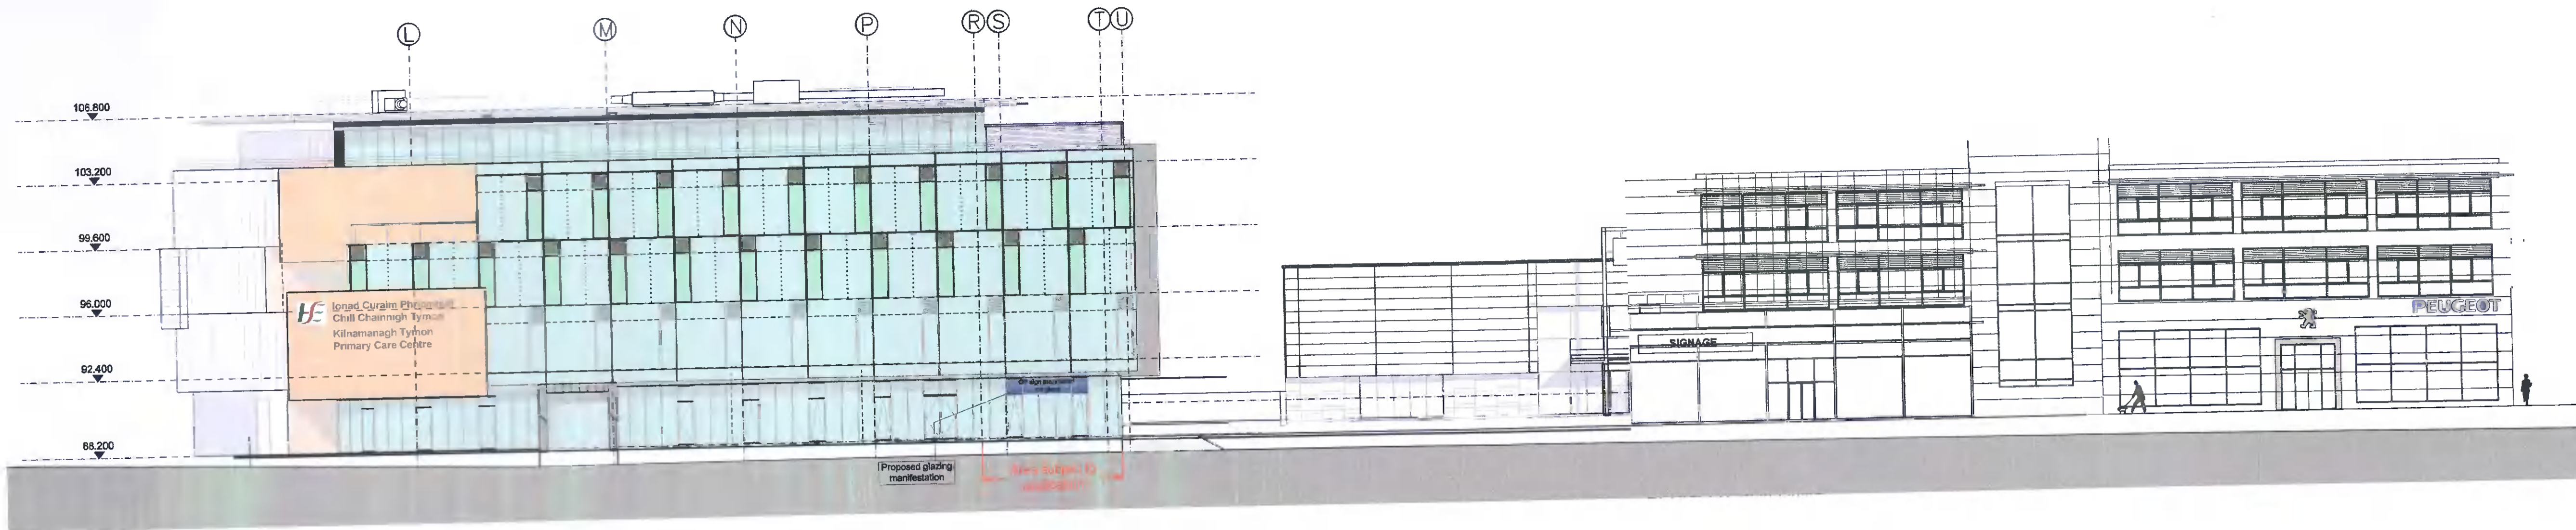 L
M
N
P
R
S
T
U
106.800
103.200
99.600
96.000
92.400
88.200
HSE
Ionad Curaim
Chill Chainnigh Tymon
Kilnamanagh Tymon
Primary Care Centre
Proposed glazing
manifestation
SIGNAGE
PEUGEOT